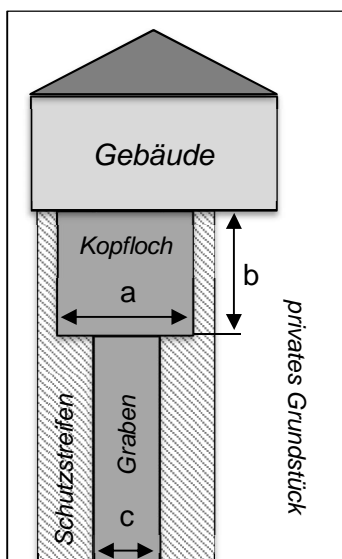 Gebäude
Kopfloch
a
b
privates Grundstück
Schutzstreifen
Graben
c